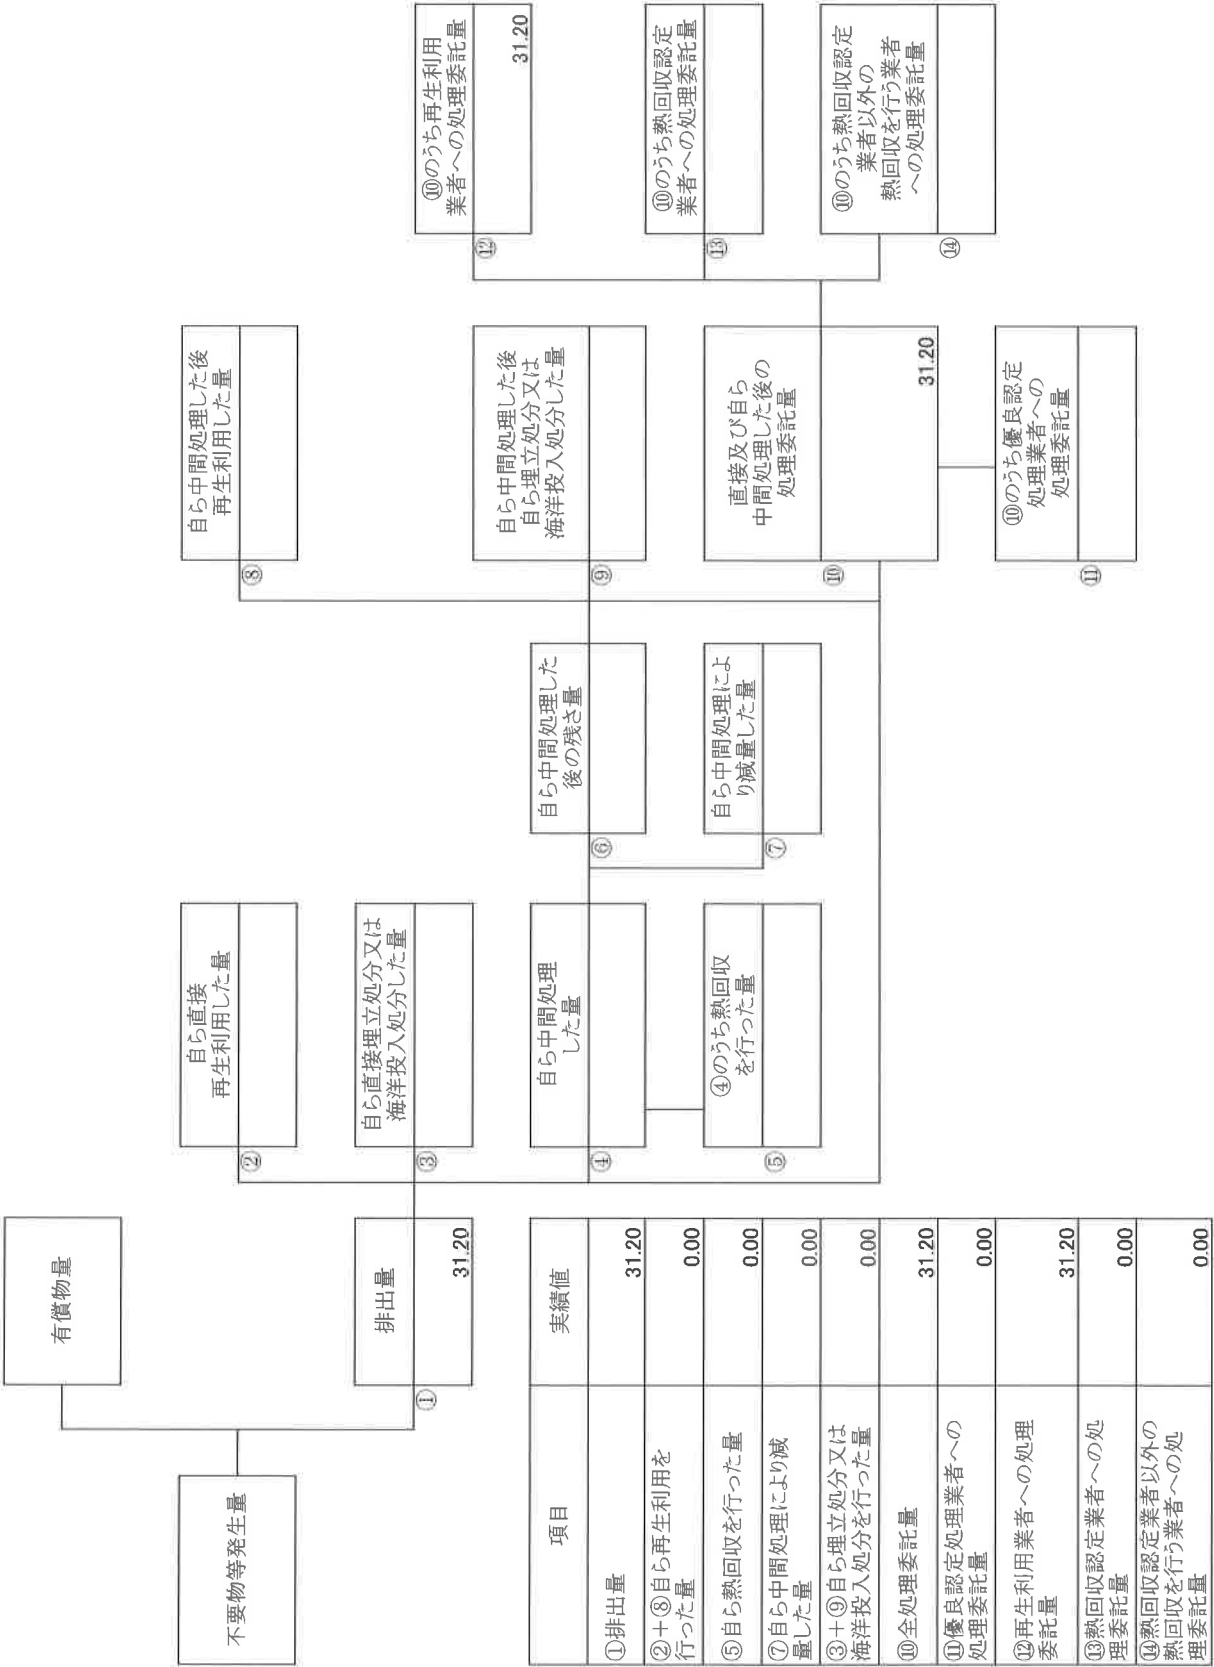 不要物等発生量
有償物量
①
排出量
31.20
②
自ら直接
再生利用した量
③
自ら直接埋立処分又は
海洋投入処分した量
④
自ら中間処理
した量
⑤
④のうち熱回収
を行った量
⑥
自ら中間処理した
後の残さ量
⑦
自ら中間処理によ
り減量した量
⑧
自ら中間処理した後
再生利用した量
⑨
自ら中間処理した後
自ら埋立処分又は
海洋投入処分した量
⑩
直接及び自ら
中間処理した後の
処理委託量
31.20
⑪
⑩のうち優良認定
処理業者への
処理委託量
⑫
⑩のうち再生利用
業者への処理委託量
31.20
⑬
⑩のうち熱回収認定
業者への処理委託量
⑭
⑩のうち熱回収認定
業者以外の
熱回収を行う業者
への処理委託量
項目 実績値
①排出量 31.20
②+⑧自ら再生利用を
行った量 0.00
⑤自ら熱回収を行った量 0.00
⑦自ら中間処理により減
量した量 0.00
③+⑨自ら埋立処分又は
海洋投入処分を行った量 0.00
⑩全処理委託量 31.20
⑪優良認定処理業者への
処理委託量 0.00
⑫再生利用業者への処理
委託量 31.20
⑬熱回収認定業者への処
理委託量 0.00
⑭熱回収認定業者以外の
熱回収を行う業者への処
理委託量 0.00